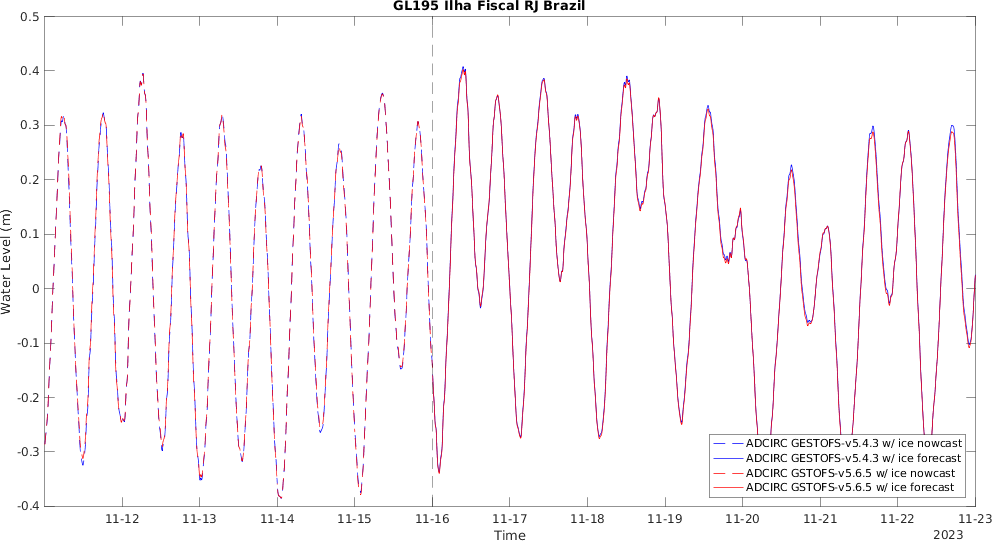 GL195 Ilha Fiscal RJ Brazil
0.5
0.4
0.3
0.2
0.1
0
-0.1
-0.2
-0.3
-0.4
Water Level (m)
ADCIRC GESTOFS-v5.4.3 w/ ice nowcast
ADCIRC GESTOFS-v5.4.3 w/ ice forecast
ADCIRC GSTOFS-v5.6.5 w/ ice nowcast
ADCIRC GSTOFS-v5.6.5 w/ ice forecast
11-12 11-13 11-14 11-15 11-16 11-17 11-18 11-19 11-20 11-21 11-22 11-23
Time
2023